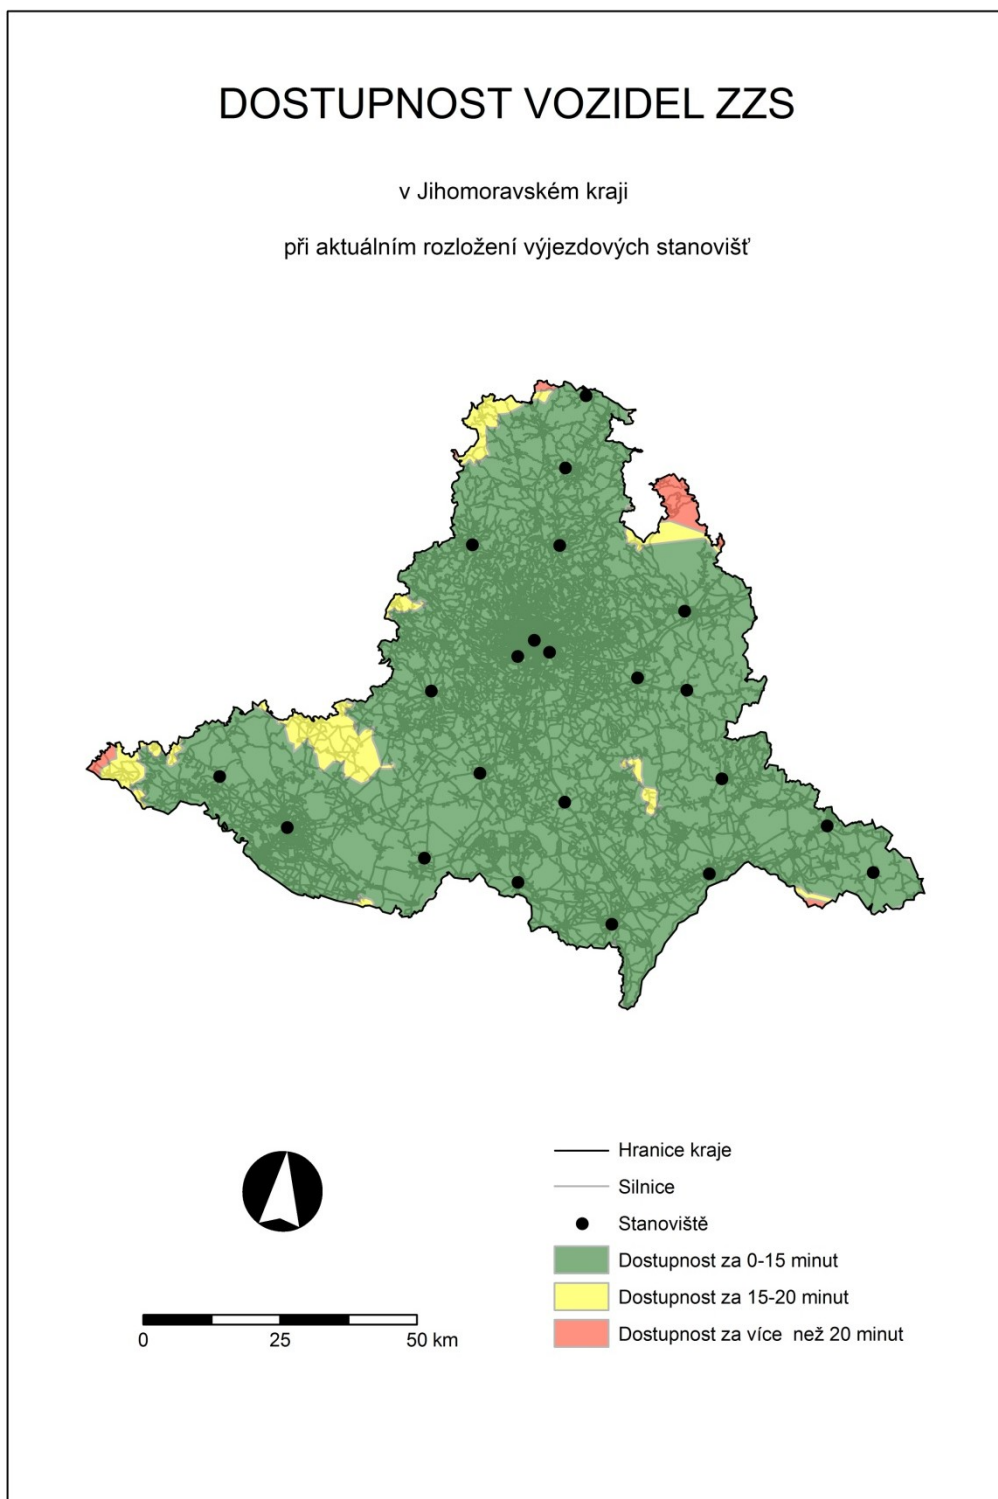 DOSTUPNOST VOZIDEL ZZS
v Jihomoravském kraji
při aktuálním rozložení výjezdových stanovišť
Hranice kraje
Silnice
Stanoviště
Dostupnost za 0-15 minut
Dostupnost za 15-20 minut
Dostupnost za více než 20 minut
0 25 50 km